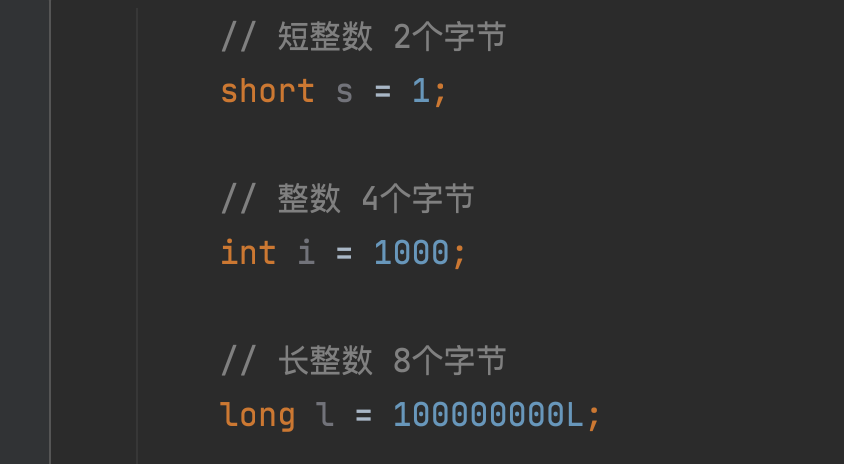 // 短整数 2个字节
short s = 1;
// 整数 4个字节
int i = 1000;
// 长整数 8个字节
long l = 100000000L;